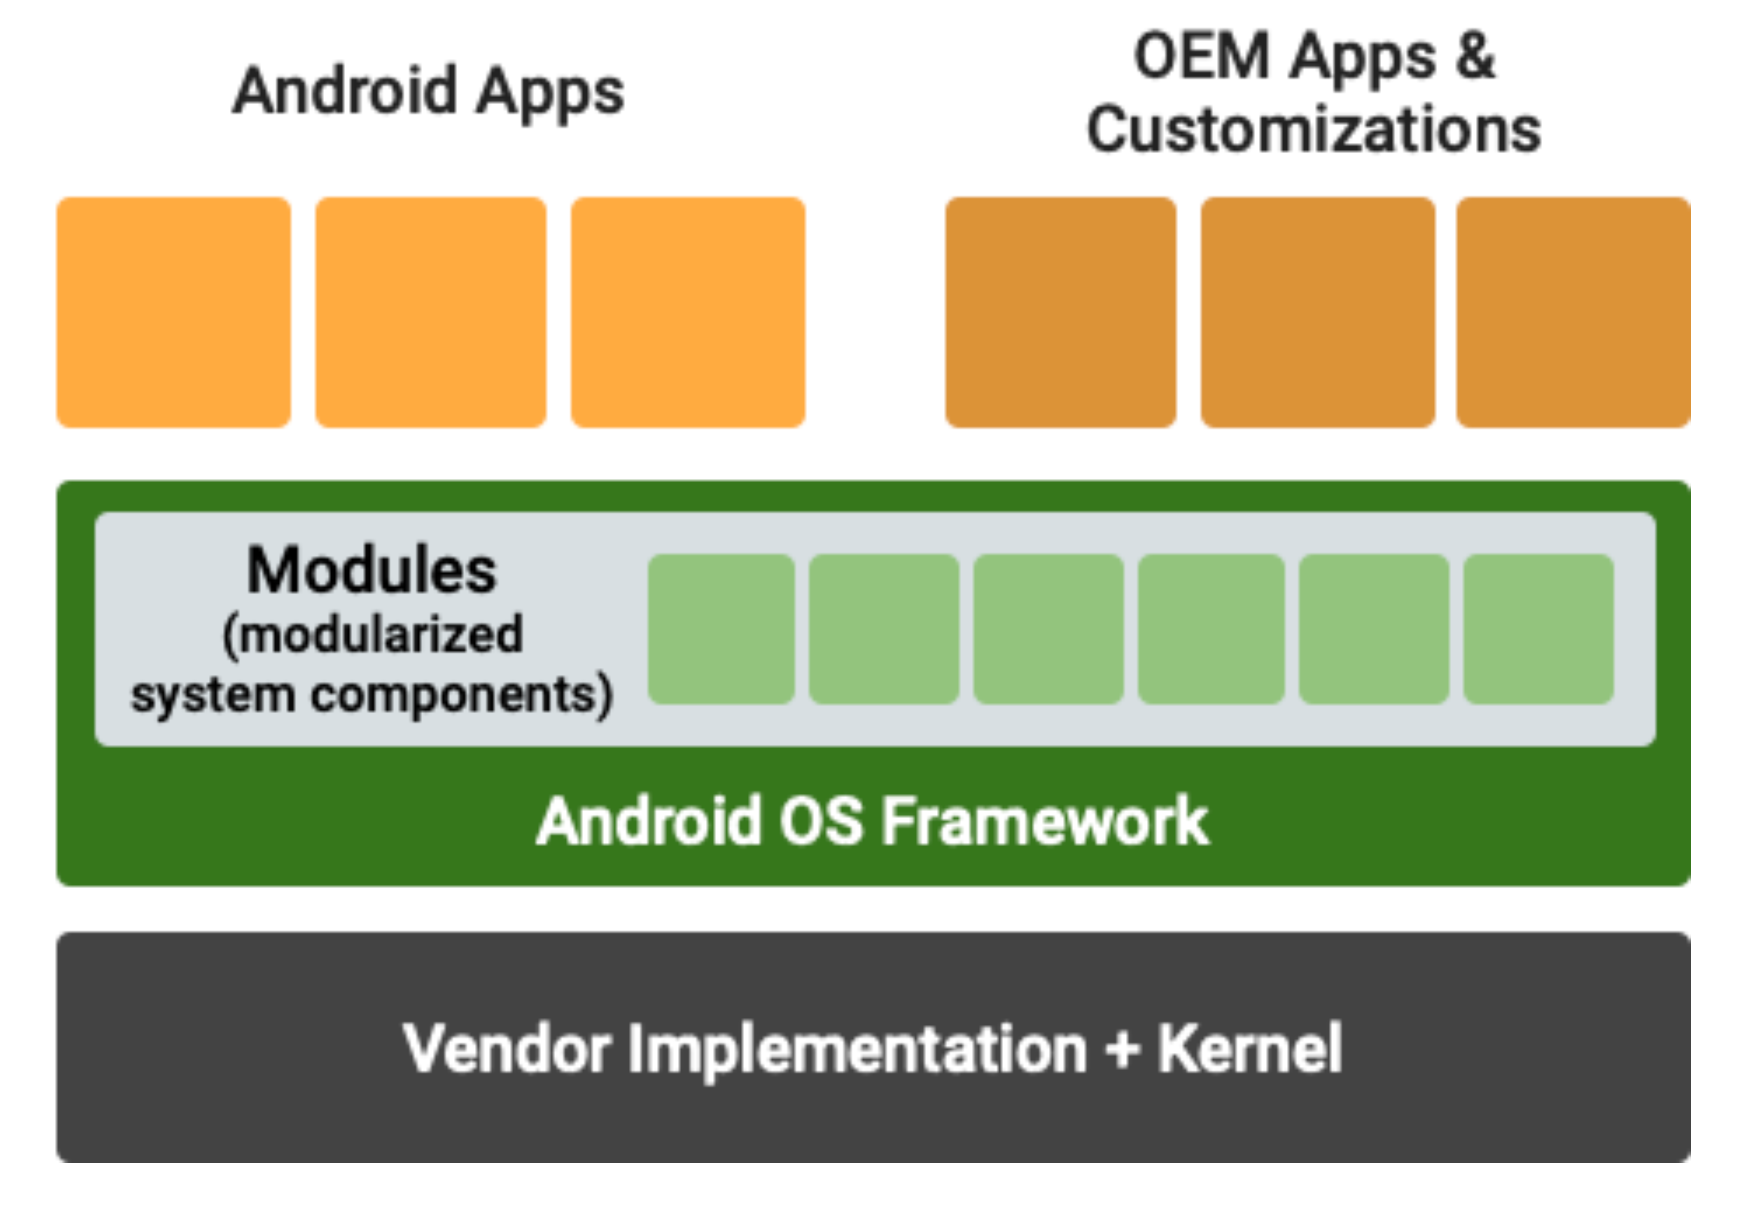 Android Apps
OEM Apps &
Customizations
Modules
(modularized
system components)
Android OS Framework
Vendor Implementation + Kernel